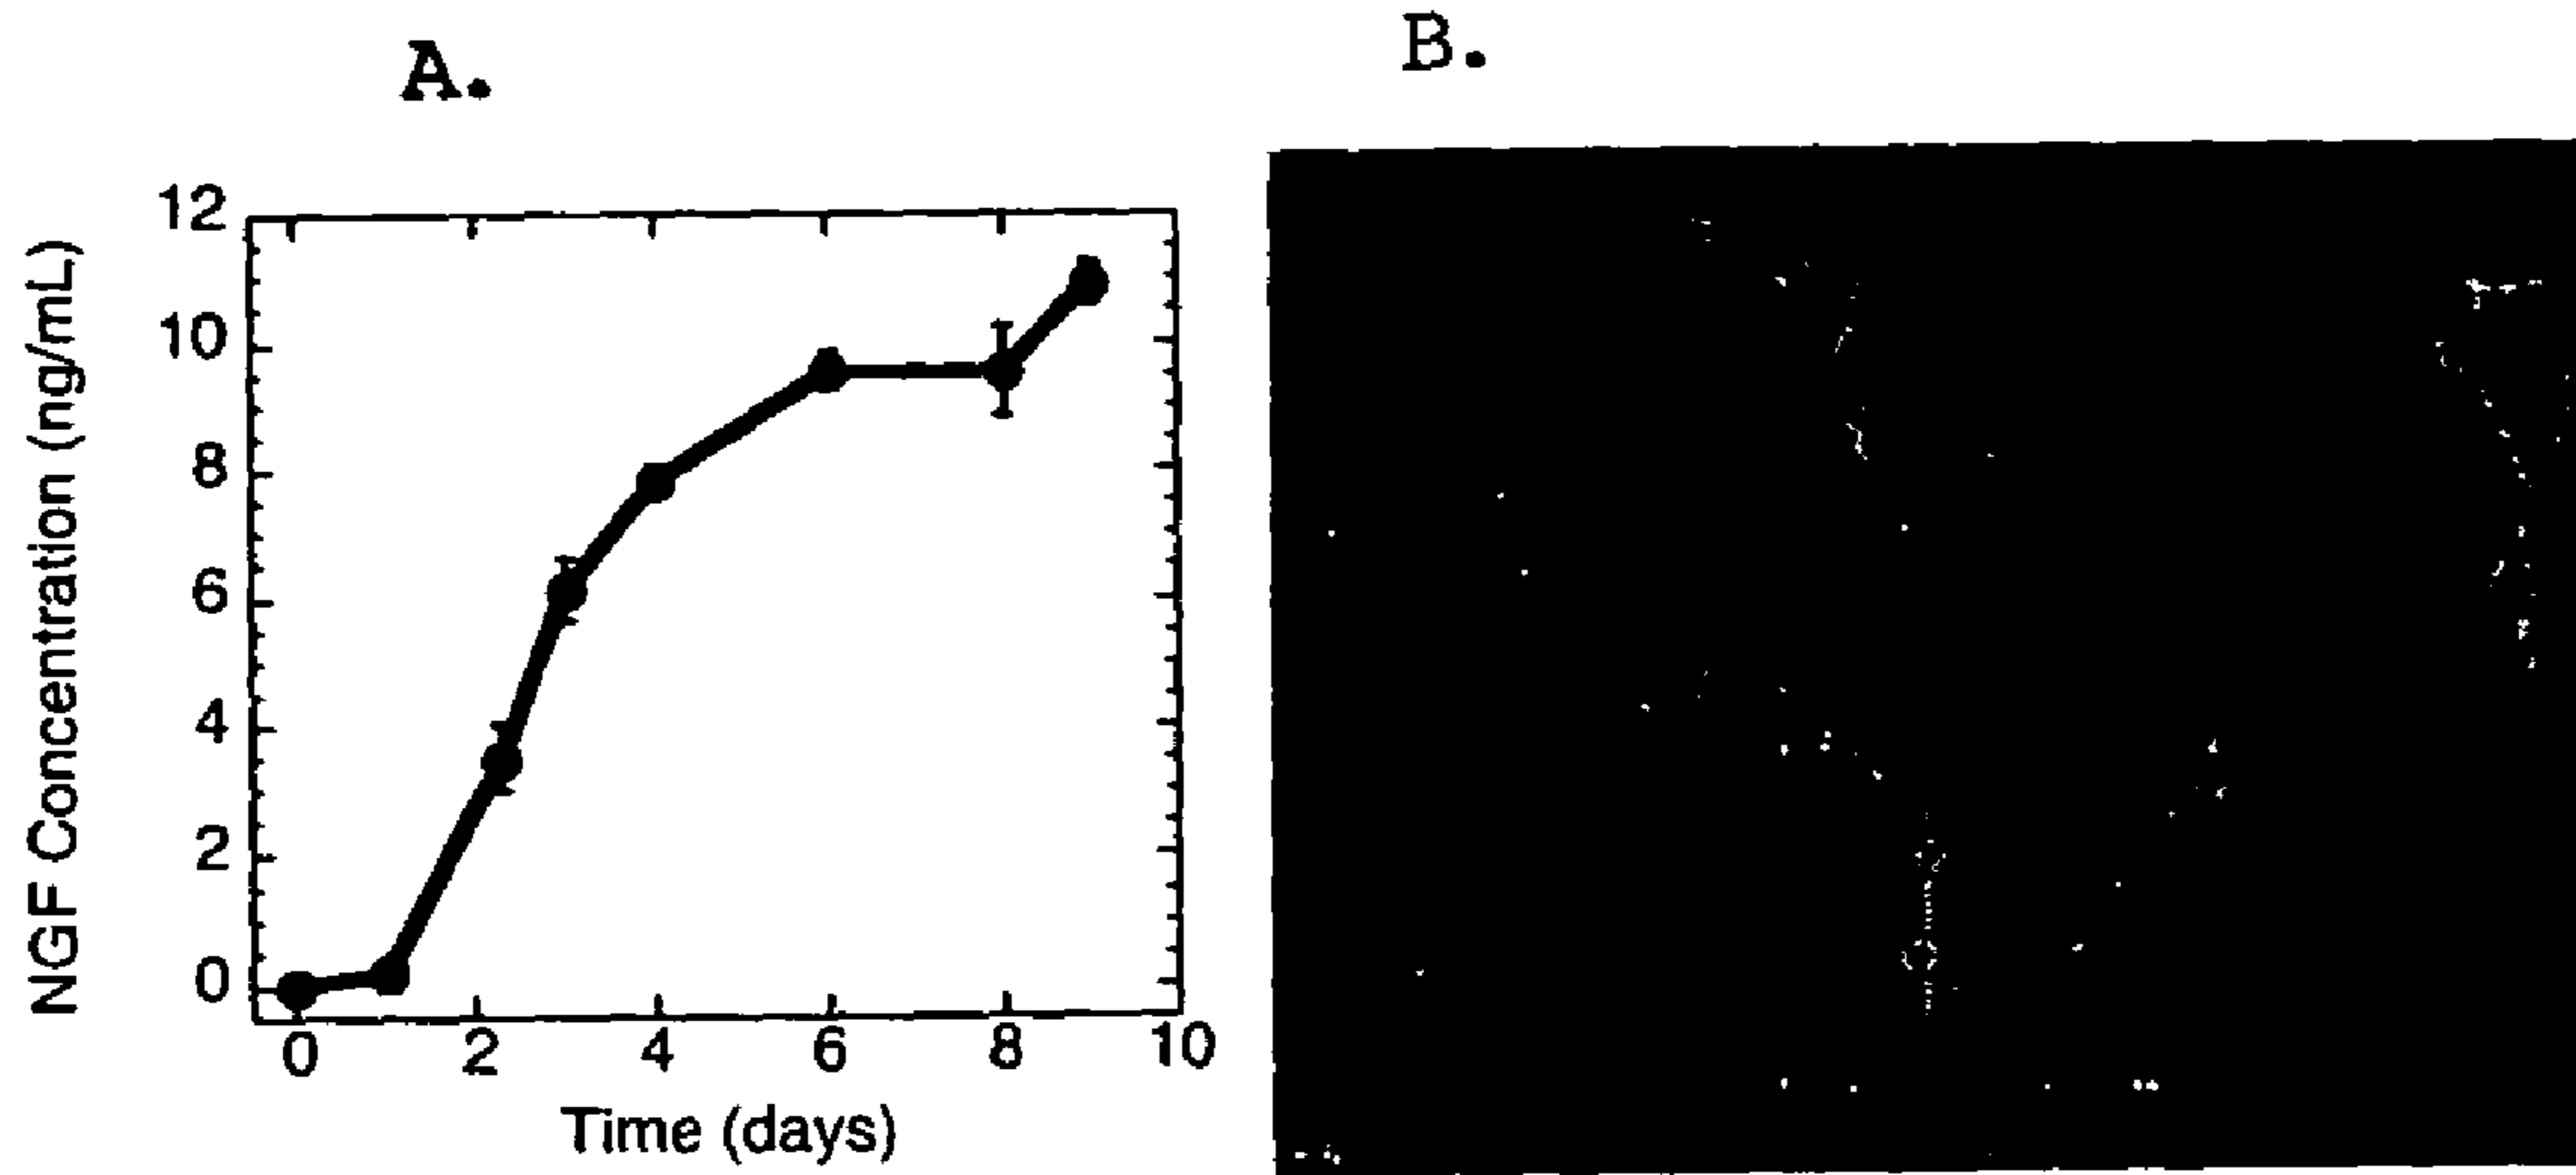 A.
B.
NGF Concentration (ng/mL)
12
10
8
6
4
2
0
0 2 4 6 8 10
Time (days)